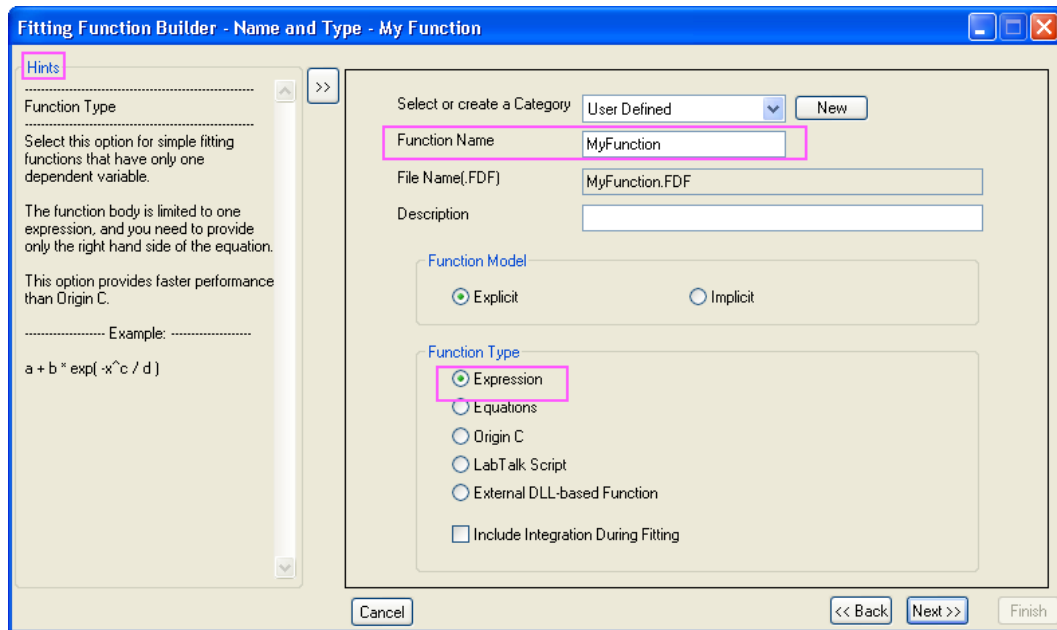 Fitting Function Builder - Name and Type - My Function
Hints
--------------------------------------------------------
Function Type
--------------------------------------------------------
Select this option for simple fitting
functions that have only one
dependent variable.
The function body is limited to one
expression, and you need to provide
only the right hand side of the equation.
This option provides faster performance
than Origin C.
-------------------- Example: --------------------
a + b * exp( -x^c / d )
>>
Select or create a Category User Defined New
Function Name MyFunction
File Name(.FDF) MyFunction.FDF
Description
Function Model
Explicit Implicit
Function Type
Expression
Equations
Origin C
LabTalk Script
External DLL-based Function
Include Integration During Fitting
Cancel << Back Next >> Finish